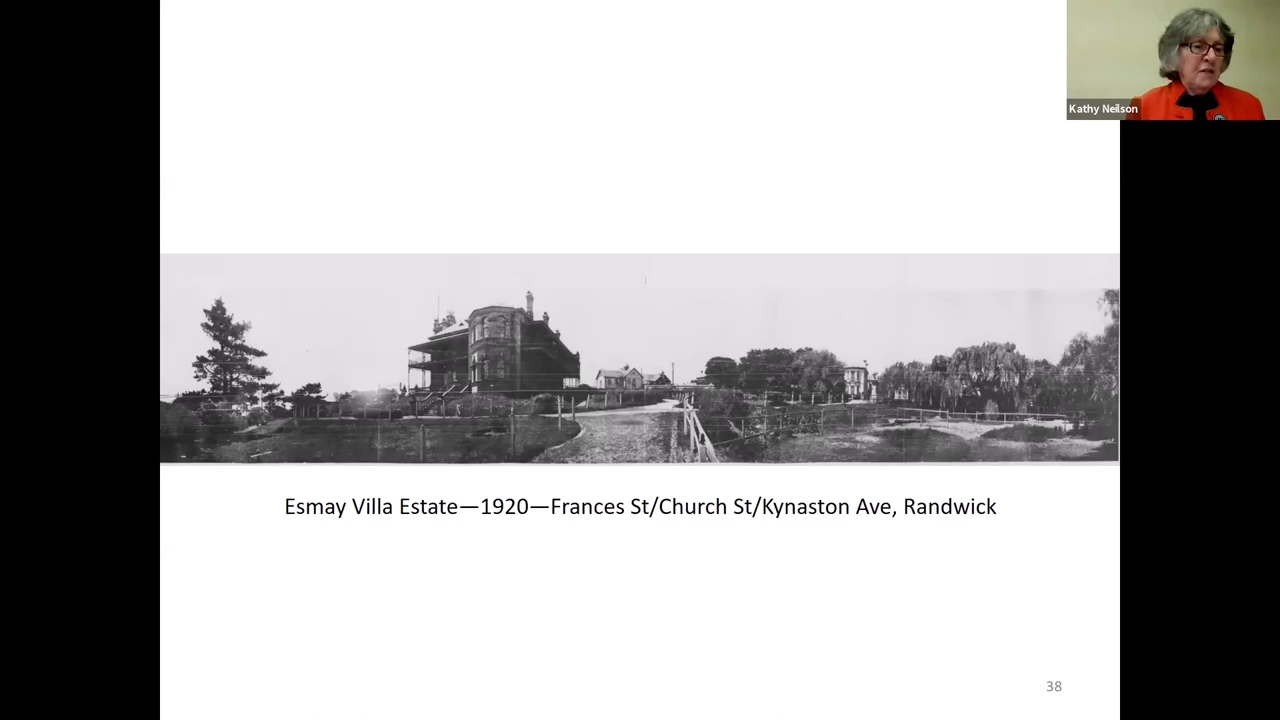 Kathy Neilson
Esmay Villa Estate—1920—Frances St/Church St/Kynaston Ave, Randwick
38